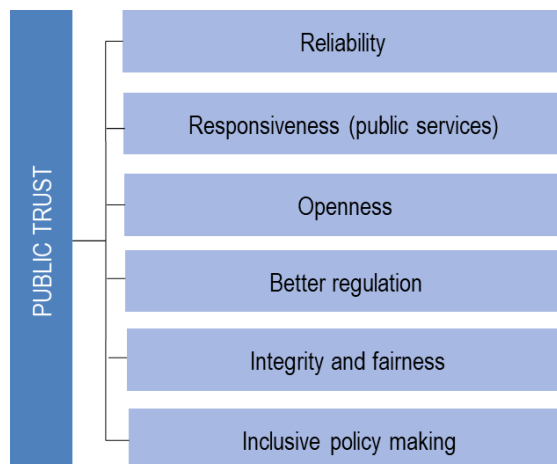 PUBLIC TRUST
Reliability
Responsiveness (public services)
Openness
Better regulation
Integrity and fairness
Inclusive policy making